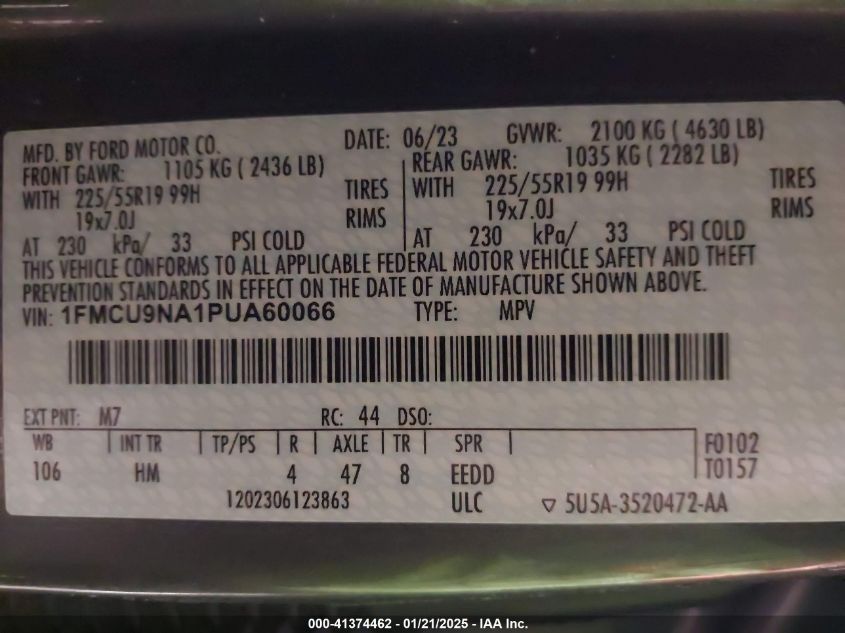 MFD. BY FORD MOTOR CO. DATE: 06/23 GVWR: 2100 KG ( 4630 LB)
FRONT GAWR: 1105 KG ( 2436 LB) REAR GAWR: 1035 KG ( 2282 LB)
WITH 225/55R19 99H TIRES WITH 225/55R19 99H TIRES
19x7.0J RIMS 19x7.0J RIMS
AT 230 kPa/ 33 PSI COLD AT 230 kPa/ 33 PSI COLD
THIS VEHICLE CONFORMS TO ALL APPLICABLE FEDERAL MOTOR VEHICLE SAFETY AND THEFT
PREVENTION STANDARDS IN EFFECT ON THE DATE OF MANUFACTURE SHOWN ABOVE.
VIN: 1FMCU9NA1PUA60066 TYPE: MPV
EXT PNT: M7 RC: 44 DSO:
WB INT TR TP/PS R AXLE TR SPR F0102
106 HM 4 47 8 EEDD T0157
1202306123863 ULC ▽ 5U5A-3520472-AA
000-41374462 - 01/21/2025 - IAA Inc.